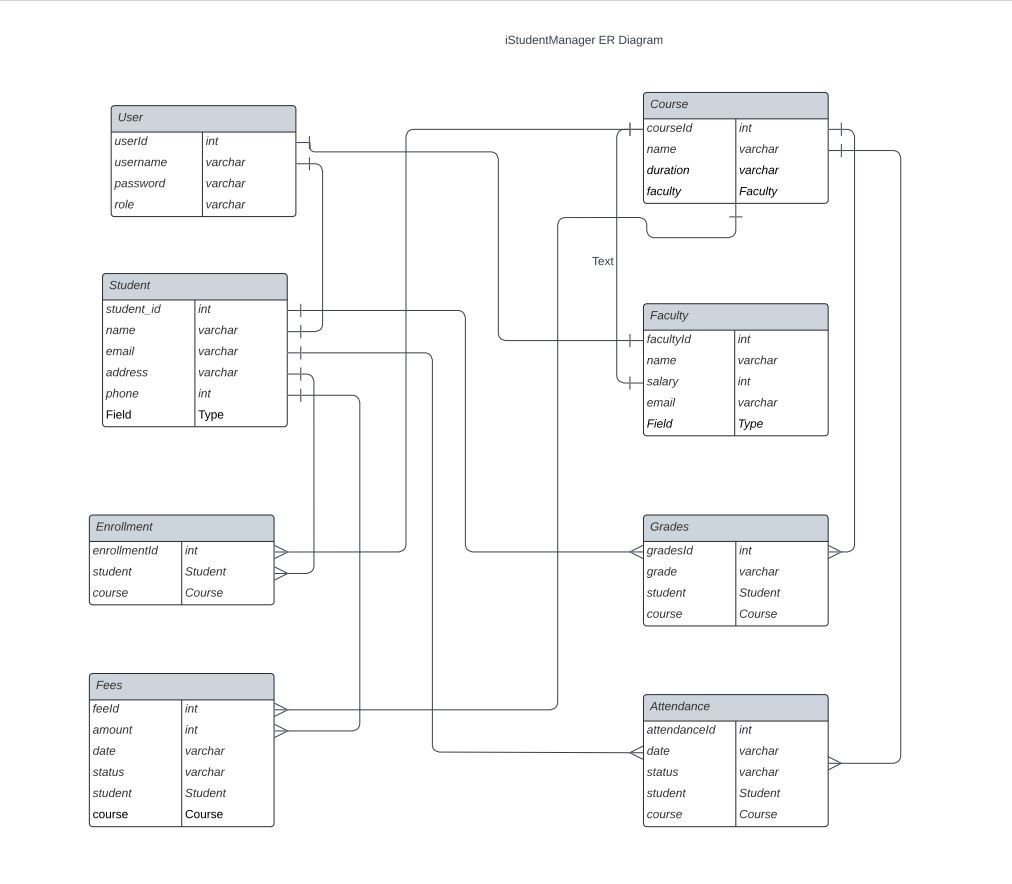 iStudentManager ER Diagram
User
userId int
username varchar
password varchar
role varchar
Course
courseId int
name varchar
duration varchar
faculty Faculty
Text
Student
student_id int
name varchar
email varchar
address varchar
phone int
Field Type
Faculty
facultyId int
name varchar
salary int
email varchar
Field Type
Enrollment
enrollmentId int
student Student
course Course
Grades
gradesId int
grade varchar
student Student
course Course
Fees
feeId int
amount int
date varchar
status varchar
student Student
course Course
Attendance
attendanceId int
date varchar
status varchar
student Student
course Course